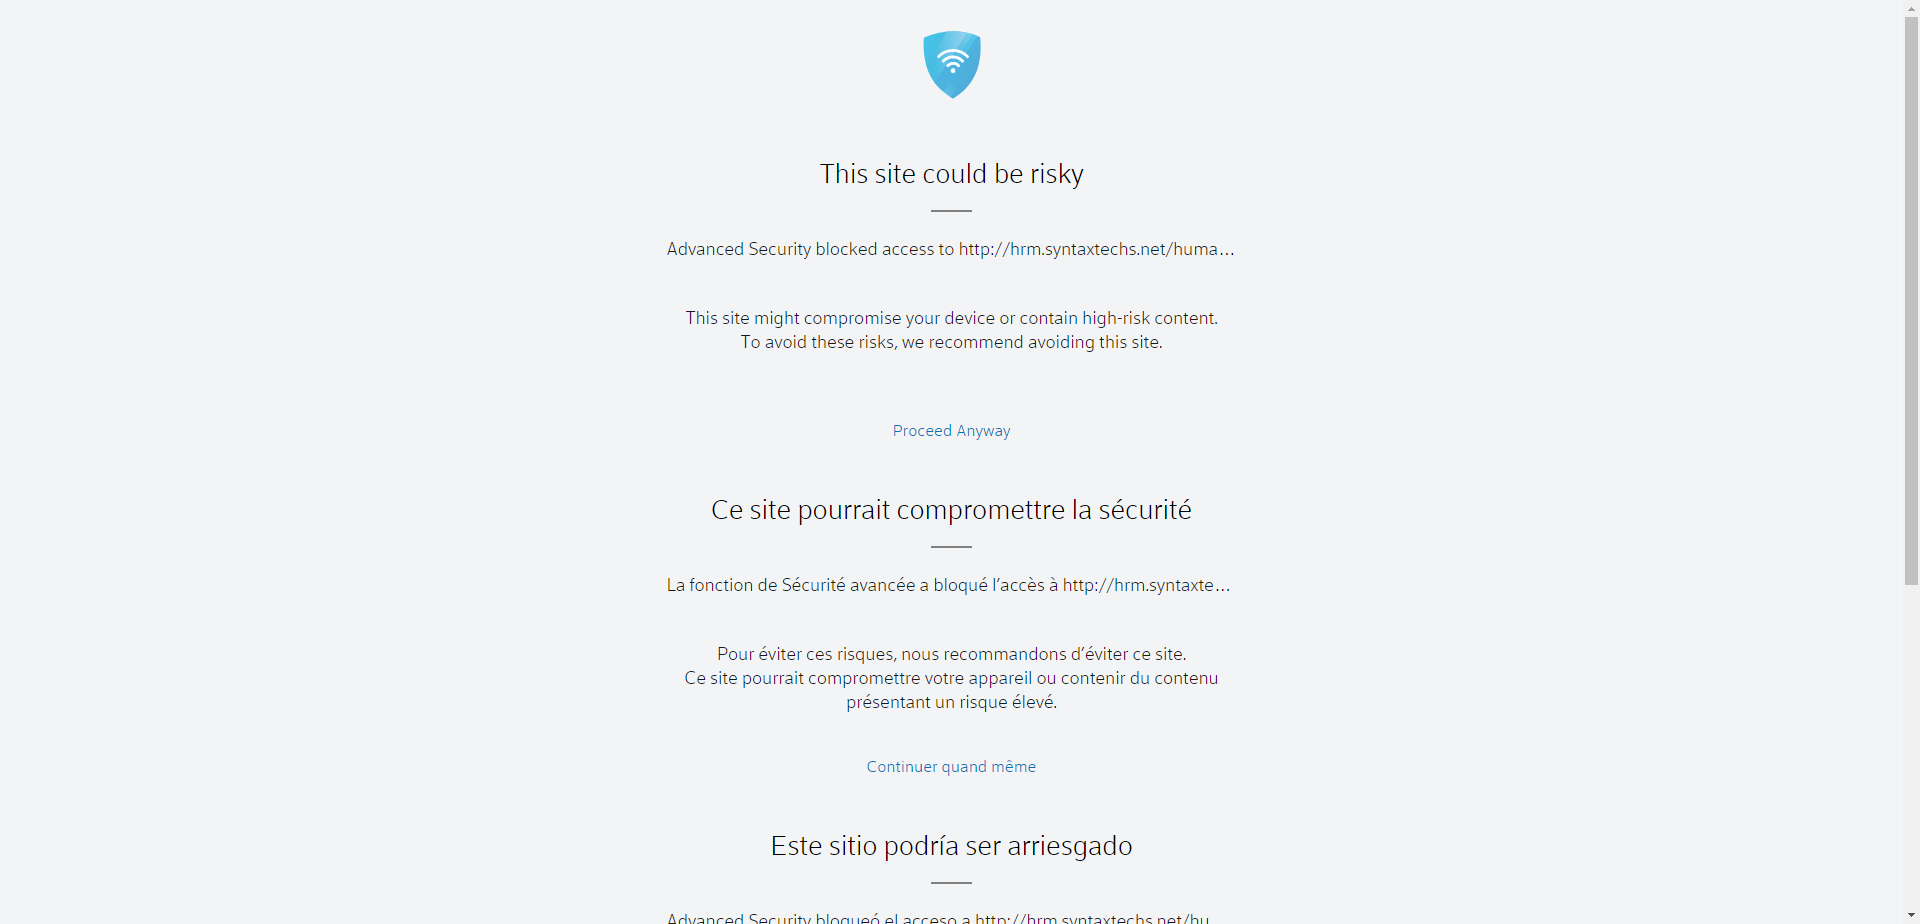 This site could be risky
Advanced Security blocked access to http://hrm.syntaxtechs.net/huma...
This site might compromise your device or contain high-risk content.
To avoid these risks, we recommend avoiding this site.
Proceed Anyway
Ce site pourrait compromettre la sécurité
La fonction de Sécurité avancée a bloqué l’accès à http://hrm.syntaxte...
Pour éviter ces risques, nous recommandons d’éviter ce site.
Ce site pourrait compromettre votre appareil ou contenir du contenu
présentant un risque élevé.
Continuer quand même
Este sitio podría ser arriesgado
Advanced Security bloqueó el acceso a http://hrm.syntaxtechs.net/hu...